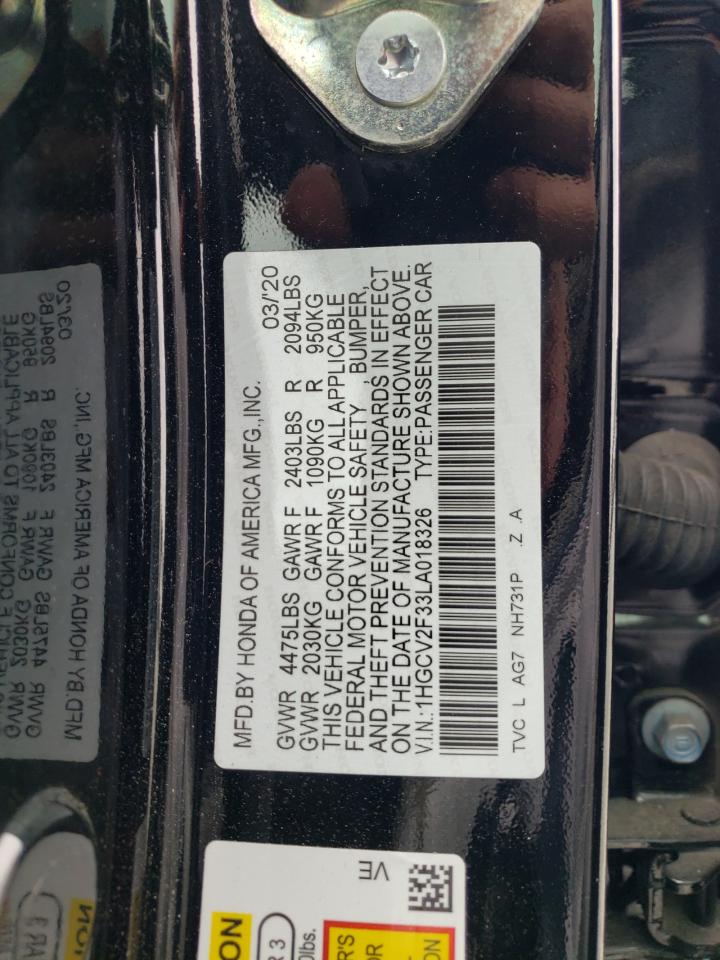 MFD.BY HONDA OF AMERICA MFG.,INC. 03/'20
GVWR 4475LBS GAWR F 2403LBS R 2094LBS
GVWR 2030KG GAWR F 1090KG R 950KG
THIS VEHICLE CONFORMS TO ALL APPLICABLE
FEDERAL MOTOR VEHICLE SAFETY BUMPER,
AND THEFT PREVENTION STANDARDS IN EFFECT
ON THE DATE OF MANUFACTURE SHOWN ABOVE.
V.IN.:1HGCV2F33LA018326 TYPE:PASSENGER CAR
TVC L AG7 NH731P .Z .A
VE